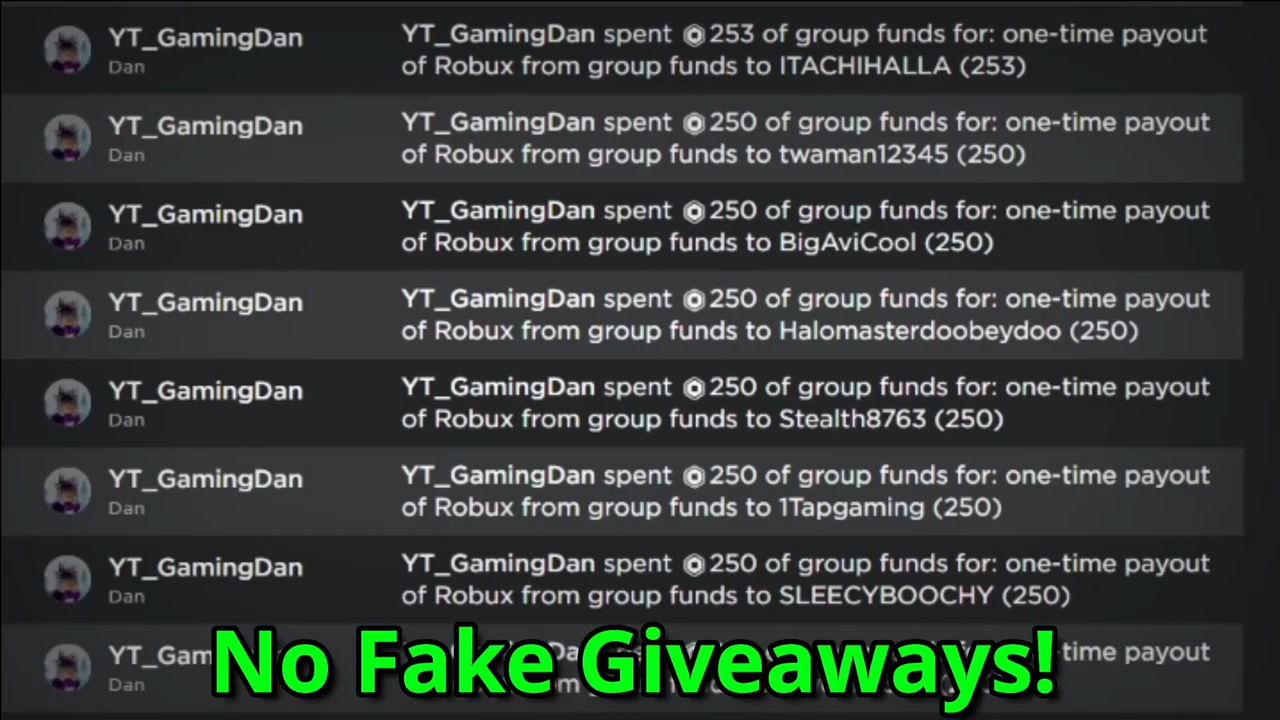 YT_GamingDan
Dan
YT_GamingDan spent 253 of group funds for: one-time payout
of Robux from group funds to ITACHIHALLA (253)
YT_GamingDan
Dan
YT_GamingDan spent 250 of group funds for: one-time payout
of Robux from group funds to twaman12345 (250)
YT_GamingDan
Dan
YT_GamingDan spent 250 of group funds for: one-time payout
of Robux from group funds to BigAviCool (250)
YT_GamingDan
Dan
YT_GamingDan spent 250 of group funds for: one-time payout
of Robux from group funds to Halomasterdoobeydoo (250)
YT_GamingDan
Dan
YT_GamingDan spent 250 of group funds for: one-time payout
of Robux from group funds to Stealth8763 (250)
YT_GamingDan
Dan
YT_GamingDan spent 250 of group funds for: one-time payout
of Robux from group funds to 1Tapgaming (250)
YT_GamingDan
Dan
YT_GamingDan spent 250 of group funds for: one-time payout
of Robux from group funds to SLEECYBOOCHY (250)
Dan
time payout
No Fake Giveaways!